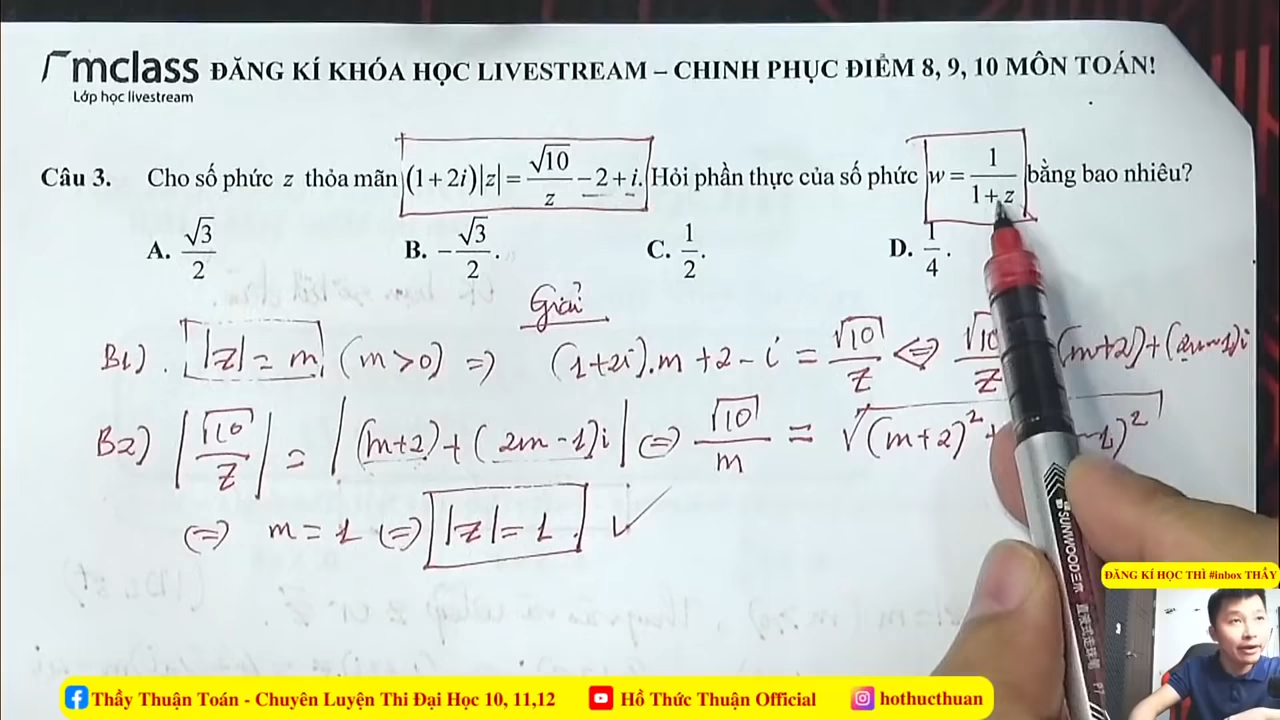 mclass ĐĂNG KÍ KHÓA HỌC LIVESTREAM – CHINH PHỤC ĐIỂM 8, 9, 10 MÔN TOÁN!
Lớp học livestream
Câu 3. Cho số phức z thỏa mãn (1+2i)|z| = √10/z − 2 + i. Hỏi phần thực của số phức w = 1/(1+z) bằng bao nhiêu?
A. √3/2 B. −√3/2. C. 1/2. D. 1/4.
Giải
B1). |z| = m (m>0) => (1+2i).m + 2 − i = √10/z <=> √10/z (m+2)+(2m−1)i
B2) |√10/z| = |(m+2)+(2m−1)i| <=> √10/m = √(m+2)² + −1)²
<=> m = 1 <=> |z| = 1. ✓
SUNWOOD
ĐĂNG KÍ HỌC THÌ #inbox THẦY
Thầy Thuận Toán - Chuyên Luyện Thi Đại Học 10, 11,12 Hồ Thức Thuận Official hothucthuan